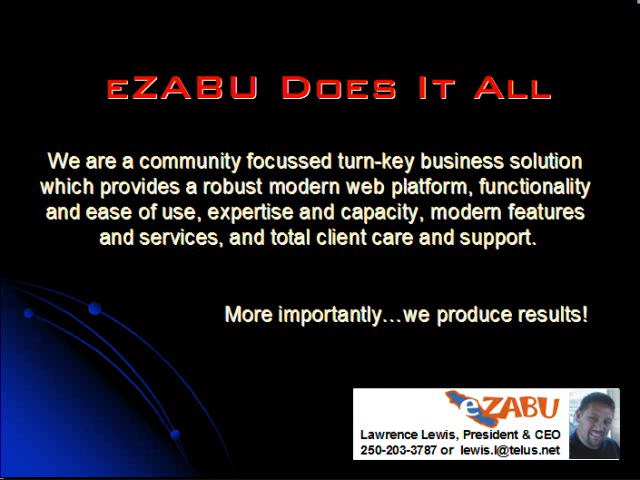 eZABU Does It All
We are a community focussed turn-key business solution
which provides a robust modern web platform, functionality
and ease of use, expertise and capacity, modern features
and services, and total client care and support.
More importantly...we produce results!
eZABU
Lawrence Lewis, President & CEO
250-203-3787 or lewis.l@telus.net